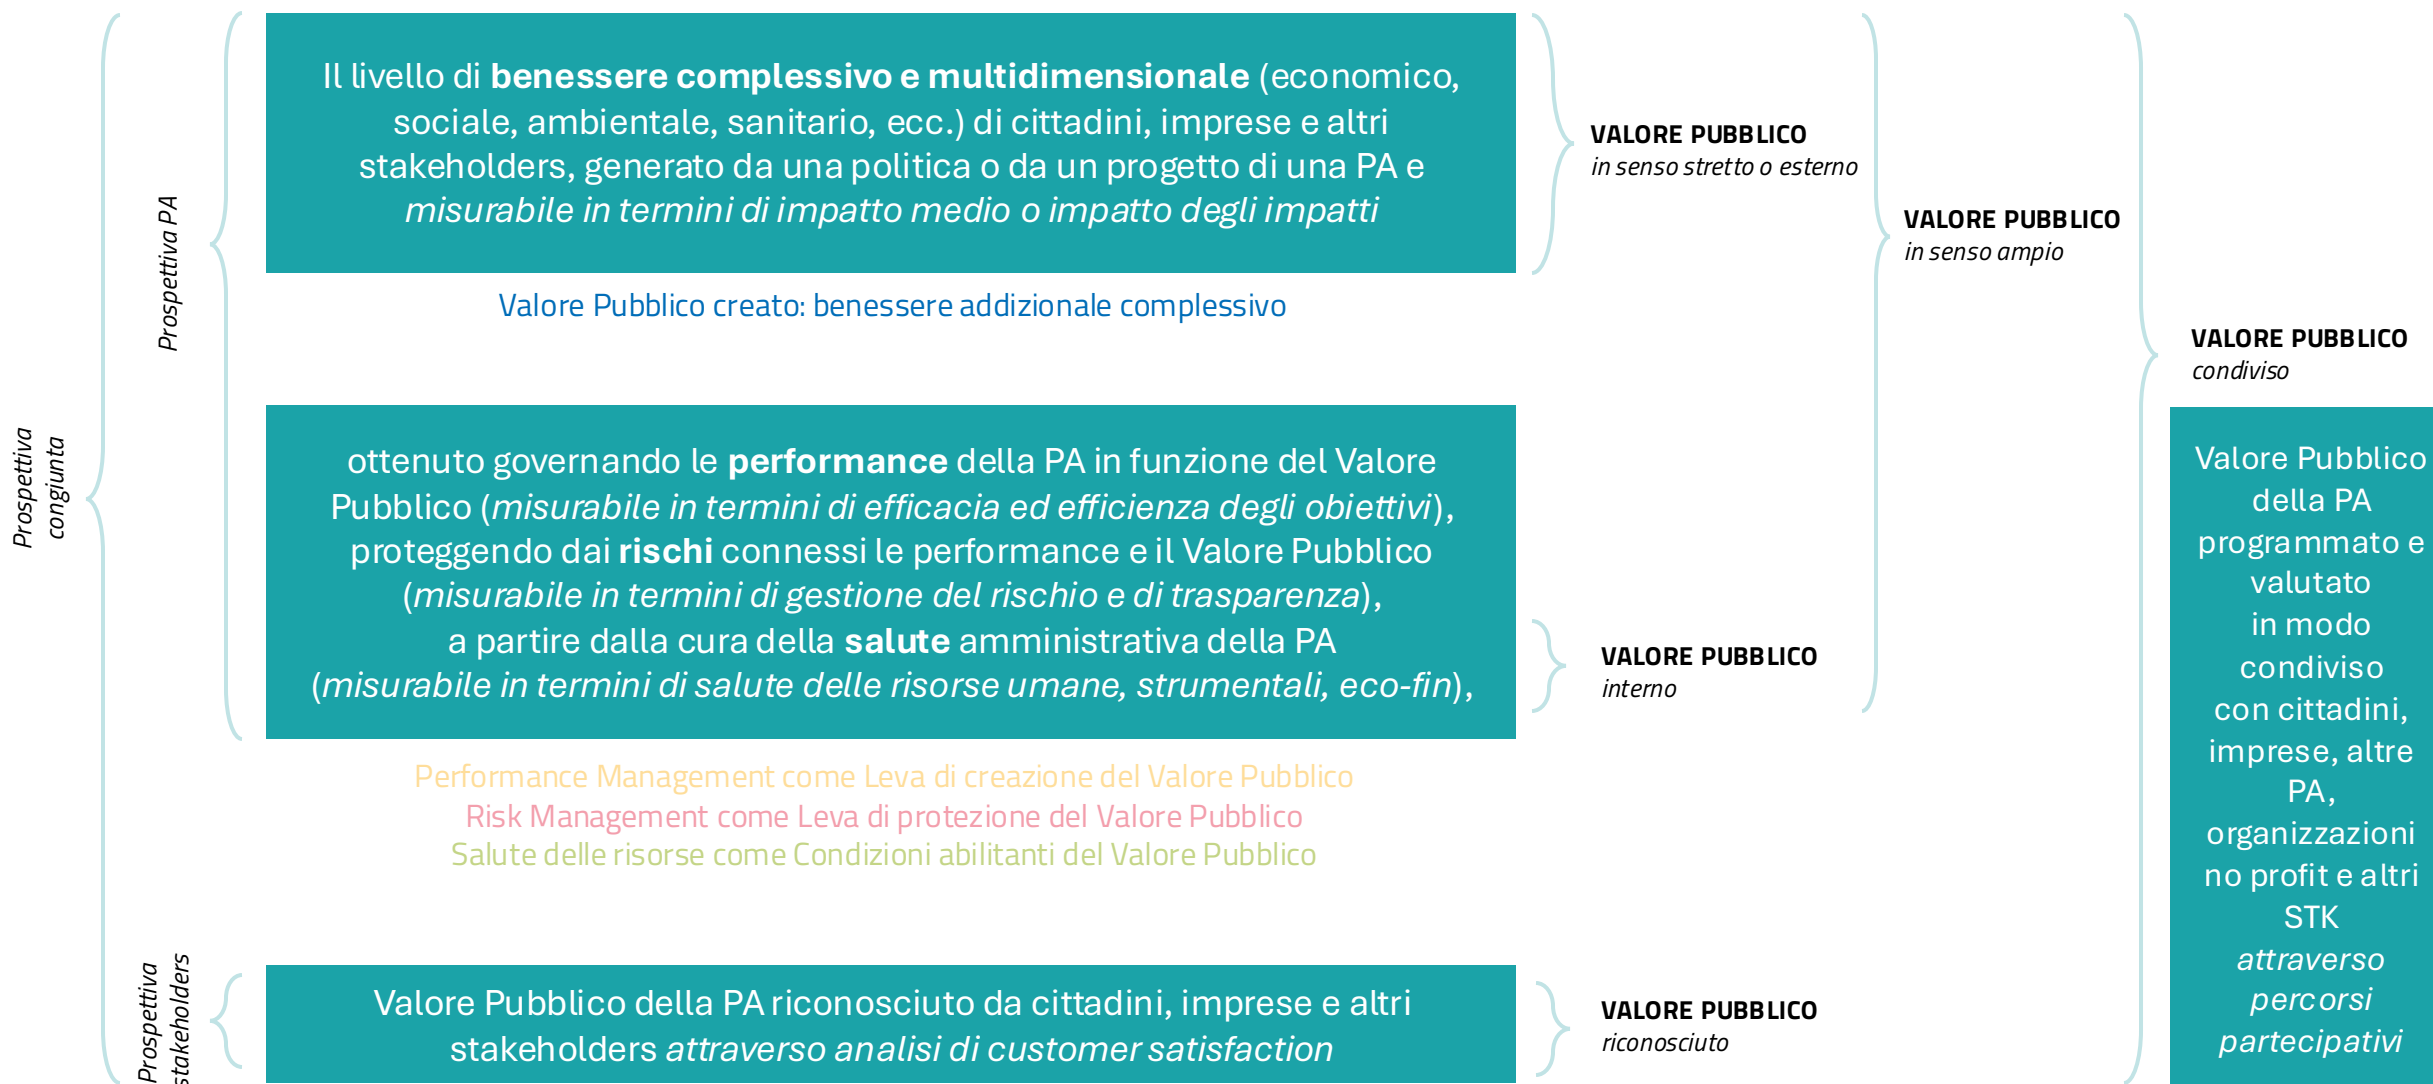 Prospettiva
congiunta
Prospettiva PA
Il livello di benessere complessivo e multidimensionale (economico,
sociale, ambientale, sanitario, ecc.) di cittadini, imprese e altri
stakeholders, generato da una politica o da un progetto di una PA e
misurabile in termini di impatto medio o impatto degli impatti
Valore Pubblico creato: benessere addizionale complessivo
VALORE PUBBLICO
in senso stretto o esterno
VALORE PUBBLICO
in senso ampio
ottenuto governando le performance della PA in funzione del Valore
Pubblico (misurabile in termini di efficacia ed efficienza degli obiettivi),
proteggendo dai rischi connessi le performance e il Valore Pubblico
(misurabile in termini di gestione del rischio e di trasparenza),
a partire dalla cura della salute amministrativa della PA
(misurabile in termini di salute delle risorse umane, strumentali, eco-fin),
VALORE PUBBLICO
interno
Performance Management come Leva di creazione del Valore Pubblico
Risk Management come Leva di protezione del Valore Pubblico
Salute delle risorse come Condizioni abilitanti del Valore Pubblico
Prospettiva
stakeholders
Valore Pubblico della PA riconosciuto da cittadini, imprese e altri
stakeholders attraverso analisi di customer satisfaction
VALORE PUBBLICO
riconosciuto
VALORE PUBBLICO
condiviso
Valore Pubblico
della PA
programmato e
valutato
in modo
condiviso
con cittadini,
imprese, altre
PA,
organizzazioni
no profit e altri
STK
attraverso
percorsi
partecipativi